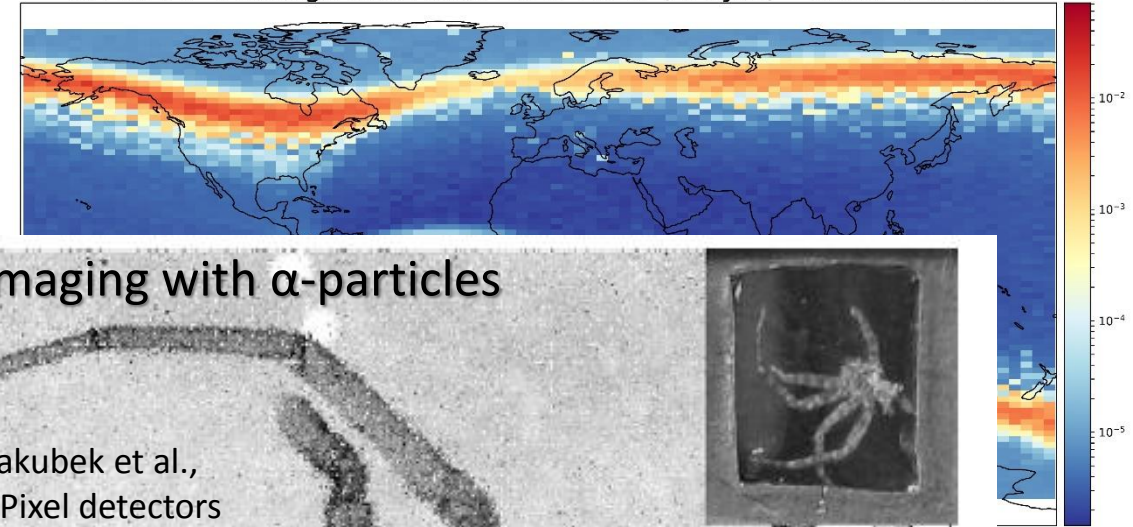 10⁻²
10⁻³
10⁻⁴
10⁻⁵
maging with α-particles
akubek et al.,
Pixel detectors